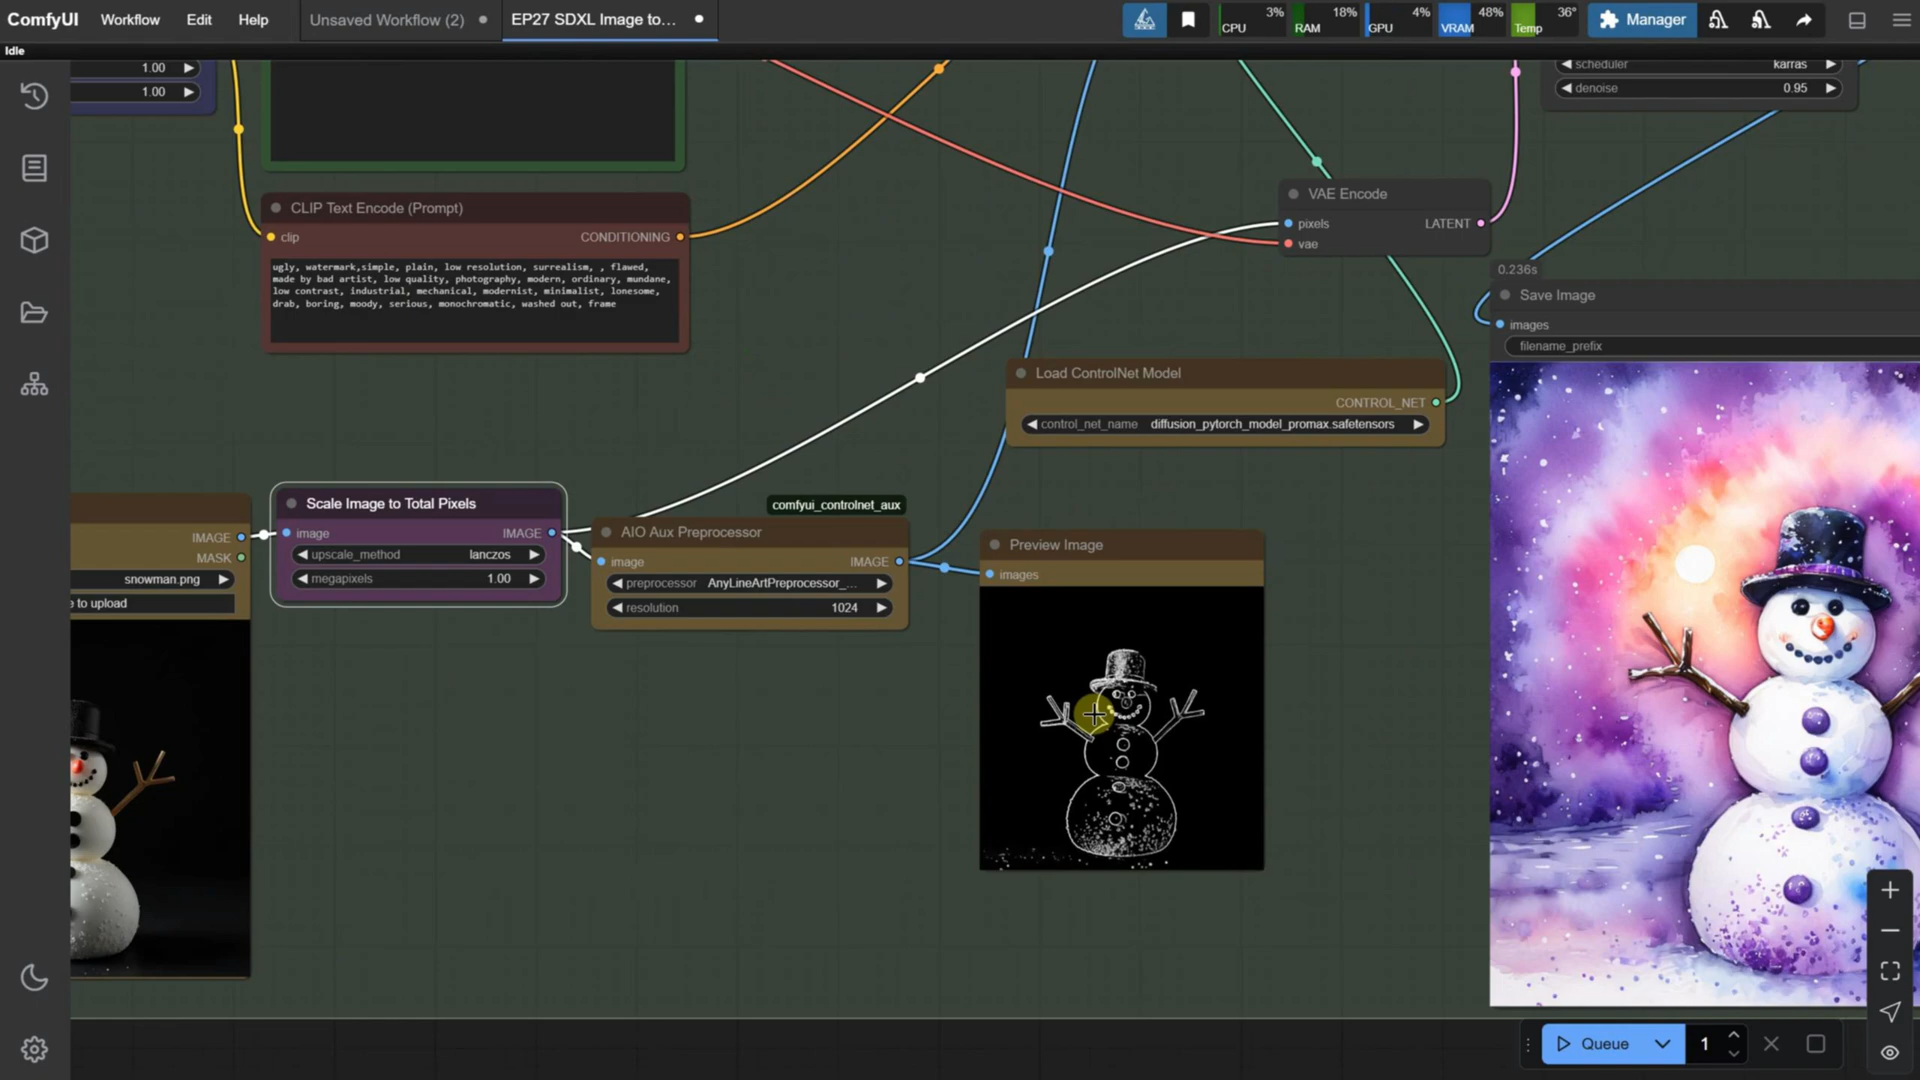 ComfyUI Workflow Edit Help
Unsaved Workflow (2)
EP27 SDXL Image to...
CPU 3%
RAM 18%
GPU 4%
VRAM 48%
Temp 36°
Manager
Idle
1.00
1.00
scheduler karras
denoise 0.95
CLIP Text Encode (Prompt)
clip CONDITIONING
ugly, watermark,simple, plain, low resolution, surrealism, , flawed,
made by bad artist, low quality, photography, modern, ordinary, mundane,
low contrast, industrial, mechanical, modernist, minimalist, lonesome,
drab, boring, moody, serious, monochromatic, washed out, frame
VAE Encode
pixels LATENT
vae
0.236s
Save Image
images
filename_prefix
Load ControlNet Model
CONTROL_NET
control_net_name diffusion_pytorch_model_promax.safetensors
IMAGE
MASK
snowman.png
e to upload
Scale Image to Total Pixels
image IMAGE
upscale_method lanczos
megapixels 1.00
comfyui_controlnet_aux
AIO Aux Preprocessor
image IMAGE
preprocessor AnyLineArtPreprocessor_...
resolution 1024
Preview Image
images
Queue 1